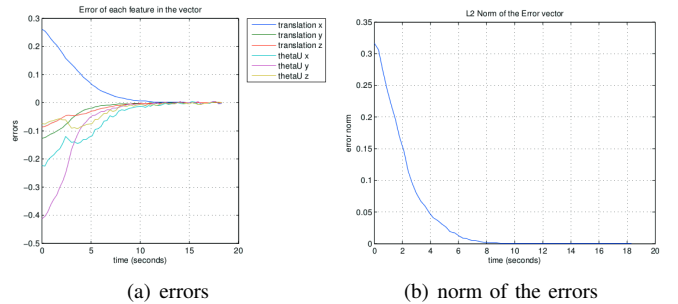 Error of each feature in the vector
0.3
0.2
0.1
0
−0.1
−0.2
−0.3
−0.4
−0.5
errors
0 5 10 15 20
time (seconds)
translation x
translation y
translation z
thetaU x
thetaU y
thetaU z
(a) errors
L2 Norm of the Error vector
0.35
0.3
0.25
0.2
0.15
0.1
0.05
0
error norm
0 2 4 6 8 10 12 14 16 18 20
time (seconds)
(b) norm of the errors